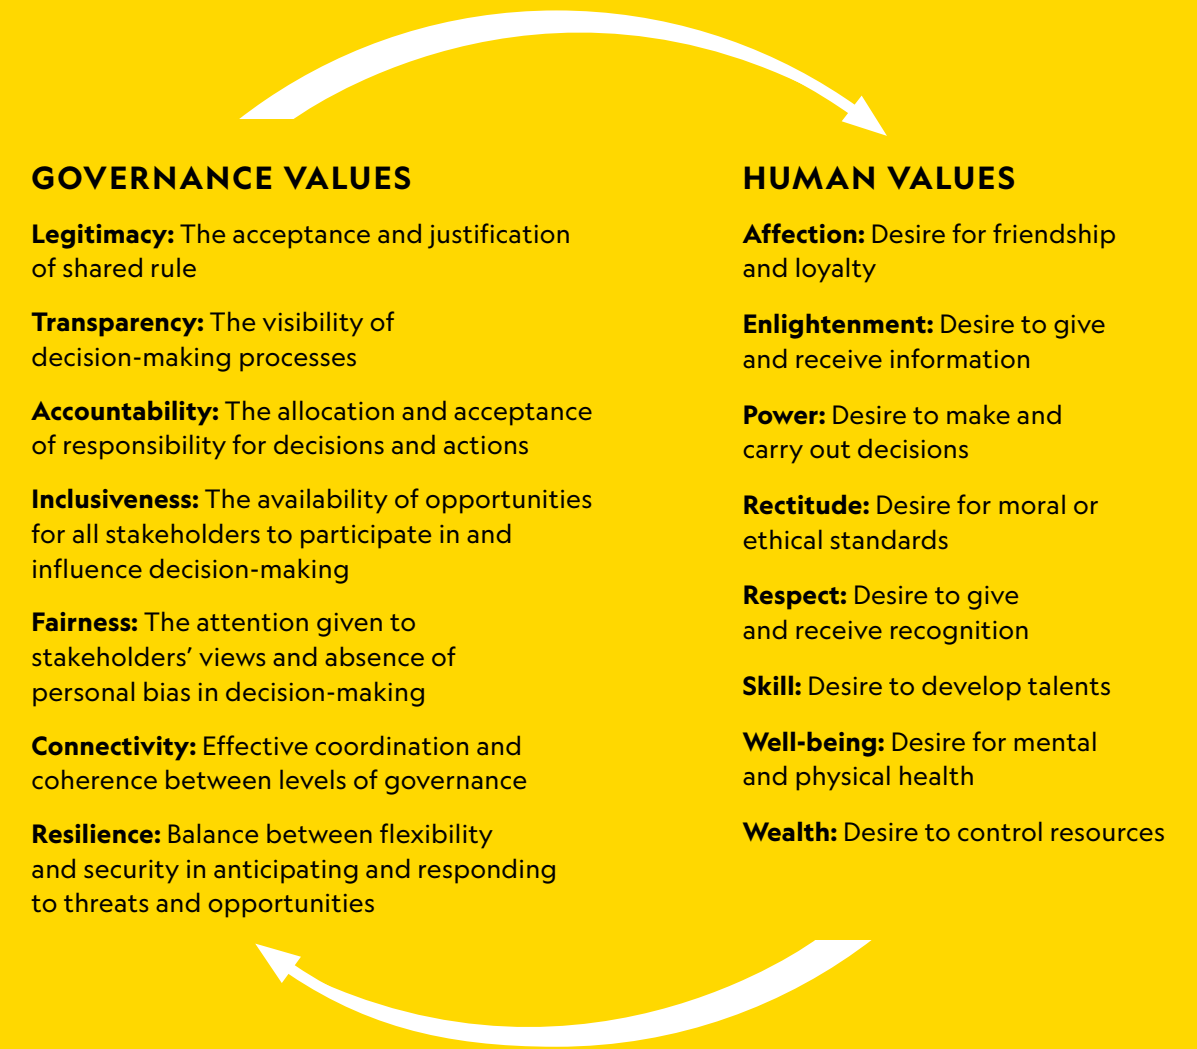 GOVERNANCE VALUES
Legitimacy: The acceptance and justification
of shared rule
Transparency: The visibility of
decision-making processes
Accountability: The allocation and acceptance
of responsibility for decisions and actions
Inclusiveness: The availability of opportunities
for all stakeholders to participate in and
influence decision-making
Fairness: The attention given to
stakeholders’ views and absence of
personal bias in decision-making
Connectivity: Effective coordination and
coherence between levels of governance
Resilience: Balance between flexibility
and security in anticipating and responding
to threats and opportunities
HUMAN VALUES
Affection: Desire for friendship
and loyalty
Enlightenment: Desire to give
and receive information
Power: Desire to make and
carry out decisions
Rectitude: Desire for moral or
ethical standards
Respect: Desire to give
and receive recognition
Skill: Desire to develop talents
Well-being: Desire for mental
and physical health
Wealth: Desire to control resources